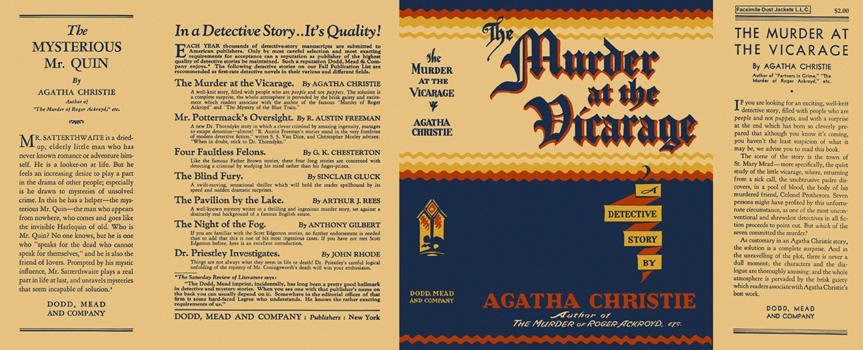 The
MYSTERIOUS
Mr. QUIN
By
AGATHA CHRISTIE
Author of
"The Murder of Roger Ackroyd," etc.
MR. SATTERTHWAITE is a dried-
up, elderly little man who has
never known romance or adventure him-
self. He is a looker-on at life. But he
feels an increasing desire to play a part
in the drama of other people; especially
is he drawn to mysteries of unsolved
crime. In this he has a helper—the mys-
terious Mr. Quin—the man who appears
from nowhere, who comes and goes like
the invisible Harlequin of old. Who is
Mr. Quin? No one knows, but he is one
who "speaks for the dead who cannot
speak for themselves," and he is also the
friend of lovers. Prompted by his mystic
influence, Mr. Satterthwaite plays a real
part in life at last, and unravels mysteries
that seem incapable of solution.
DODD, MEAD
AND COMPANY
In a Detective Story..It's Quality!
EACH YEAR thousands of detective-story manuscripts are submitted to
American publishers. Only by most careful selection and most exacting
requirements for acceptance can a reputation as publisher of the highest
quality of detective stories be maintained. Such a reputation Dodd, Mead & Com-
pany enjoys.* The following detective stories on our Fall Publication List are
recommended as first-rate detective novels in their various and different fields.
The Murder at the Vicarage. By AGATHA CHRISTIE
A well-knit story, filled with people who are people and not puppets. The solution is
a complete surprise, the whole atmosphere is pervaded by the brisk gaiety and excite-
ment which readers associate with the author of the famous "Murder of Roger
Ackroyd" and "The Mystery of the Blue Train."
Mr. Pottermack's Oversight. By R. AUSTIN FREEMAN
A new Dr. Thorndyke story in which a clever criminal by amazing ingenuity, manages
to escape detection—almost! "R. Austin Freeman's stories stand in the very forefront
of modern detective fiction," writes S. S. Van Dine, and Christopher Morley advises:
"When in doubt, stick to Dr. Thorndyke."
Four Faultless Felons. By G. K. CHESTERTON
Like the famous Father Brown stories, these four long stories are concerned with
detecting a criminal by studying his mind rather than his finger-prints.
The Blind Fury. By SINCLAIR GLUCK
A swift-moving, sensational thriller which will hold the reader spellbound by its
speed and sudden dramatic surprises.
The Pavilion by the Lake. By ARTHUR J. REES
A well-known mystery writer in a thrilling and ingenious murder story, set against a
distinctly real background of a famous English estate.
The Night of the Fog. By ANTHONY GILBERT
If you are familiar with the Scott Egerton stories, no further endorsement is needed
than to add that this is one of his most ingenious cases. If you have not met Scott
Egerton before, here is an excellent introduction.
Dr. Priestley Investigates. By JOHN RHODE
Things are not always what they seem in life or death! Dr. Priestley's careful logical
unfolding of the mystery of Mr. Coningsworth's death will win your enthusiasm.
*The Saturday Review of Literature says:
"The Dodd, Mead imprint, incidentally, has long been a pretty good hallmark
in detective and mystery stories. When you see one with that publisher's name on
the back you can usually depend on it. Somewhere in the editorial offices of that
firm is some hard-faced Legree who understands. He knows the rather exacting
requirements of us."
DODD, MEAD AND COMPANY : Publishers : New York
The
MURDER
AT THE
VICARAGE
AGATHA
CHRISTIE
DODD, MEAD
AND COMPANY
The
Murder
at the
Vicarage
A
DETECTIVE
STORY
BY
AGATHA CHRISTIE
Author of
THE MURDER OF ROGER ACKROYD, ETC.
Facsimile Dust Jackets L.L.C.
$2.00
THE MURDER AT
THE VICARAGE
By AGATHA CHRISTIE
Author of "Partners in Crime," "The
Murder of Roger Ackroyd," etc.
IF you are looking for an exciting, well-knit
detective story, filled with people who are
people and not puppets, and with a surprise
at the end which has been so cleverly pre-
pared that although you know it's coming,
you haven't the least suspicion of what it
may be, we advise you to read this book.
The scene of the story is the town of
St. Mary Mead—more specifically, the quiet
study of the little vicarage, where, returning
from a sick call, the unobtrusive padre dis-
covers, in a pool of blood, the body of his
murdered friend, Colonel Protheroe. Seven
persons might have profited by this unfor-
tunate circumstance, as one of the most uncon-
ventional and shrewdest detectives in all fic-
tion proceeds to point out. But which of the
seven committed the murder?
As customary in an Agatha Christie story,
the solution is a complete surprise. And in
the unravelling of the plot, there is never a
dull moment; the characters and the dia-
logue are thoroughly amusing; and the whole
atmosphere is pervaded by the brisk gaiety
which readers associate with Agatha Christie's
best work.
DODD, MEAD
AND COMPANY